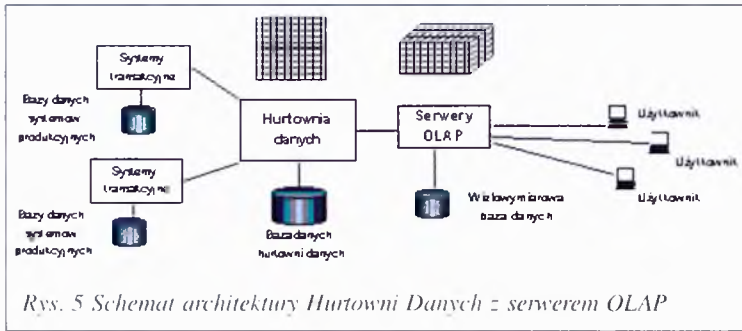 Systemy
transakcyjne
Bazy danych
systemów
produkcyjnych
Systemy
transakcyjne
Bazy danych
systemów
produkcyjnych
Hurtownia
danych
Baza danych
hurtowni danych
Serwery
OLAP
Wielowymiarowa
baza danych
Użytkownik
Użytkownik
Użytkownik
Rys. 5 Schemat architektury Hurtowni Danych z serwerem OLAP